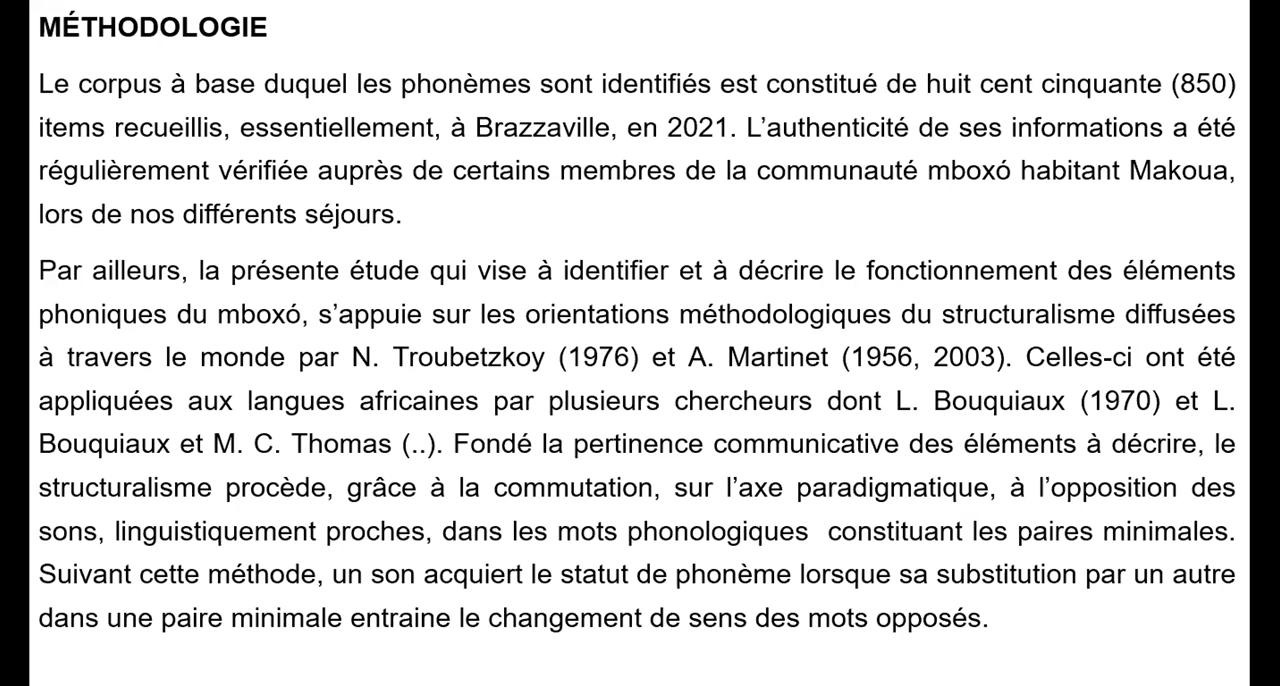 MÉTHODOLOGIE
Le corpus à base duquel les phonèmes sont identifiés est constitué de huit cent cinquante (850)
items recueillis, essentiellement, à Brazzaville, en 2021. L’authenticité de ses informations a été
régulièrement vérifiée auprès de certains membres de la communauté mboxó habitant Makoua,
lors de nos différents séjours.
Par ailleurs, la présente étude qui vise à identifier et à décrire le fonctionnement des éléments
phoniques du mboxó, s’appuie sur les orientations méthodologiques du structuralisme diffusées
à travers le monde par N. Troubetzkoy (1976) et A. Martinet (1956, 2003). Celles-ci ont été
appliquées aux langues africaines par plusieurs chercheurs dont L. Bouquiaux (1970) et L.
Bouquiaux et M. C. Thomas (..). Fondé la pertinence communicative des éléments à décrire, le
structuralisme procède, grâce à la commutation, sur l’axe paradigmatique, à l’opposition des
sons, linguistiquement proches, dans les mots phonologiques constituant les paires minimales.
Suivant cette méthode, un son acquiert le statut de phonème lorsque sa substitution par un autre
dans une paire minimale entraine le changement de sens des mots opposés.